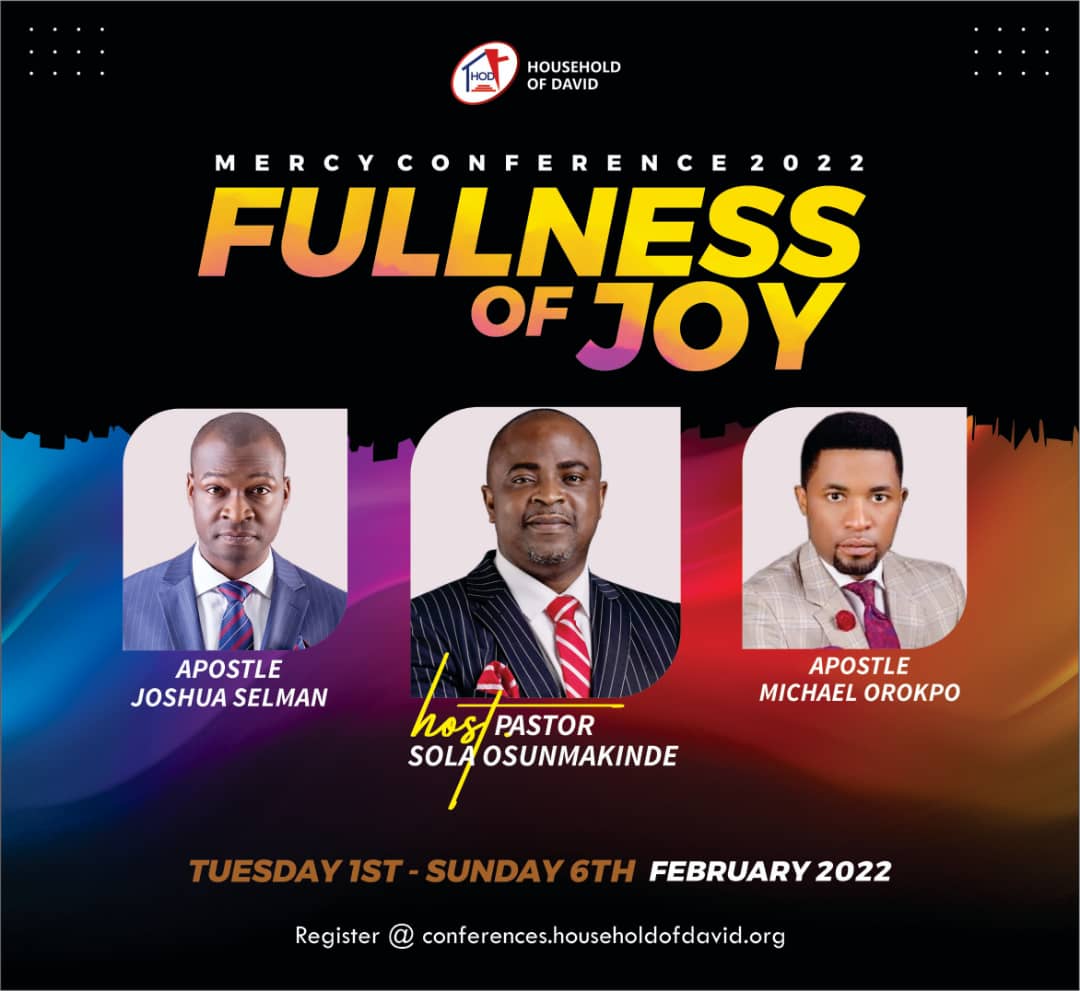 HOD
HOUSEHOLD
OF DAVID
MERCY CONFERENCE 2022
FULLNESS
OF JOY
APOSTLE
JOSHUA SELMAN
host PASTOR
SOLA OSUNMAKINDE
APOSTLE
MICHAEL OROKPO
TUESDAY 1ST - SUNDAY 6TH FEBRUARY 2022
Register @ conferences.householdofdavid.org